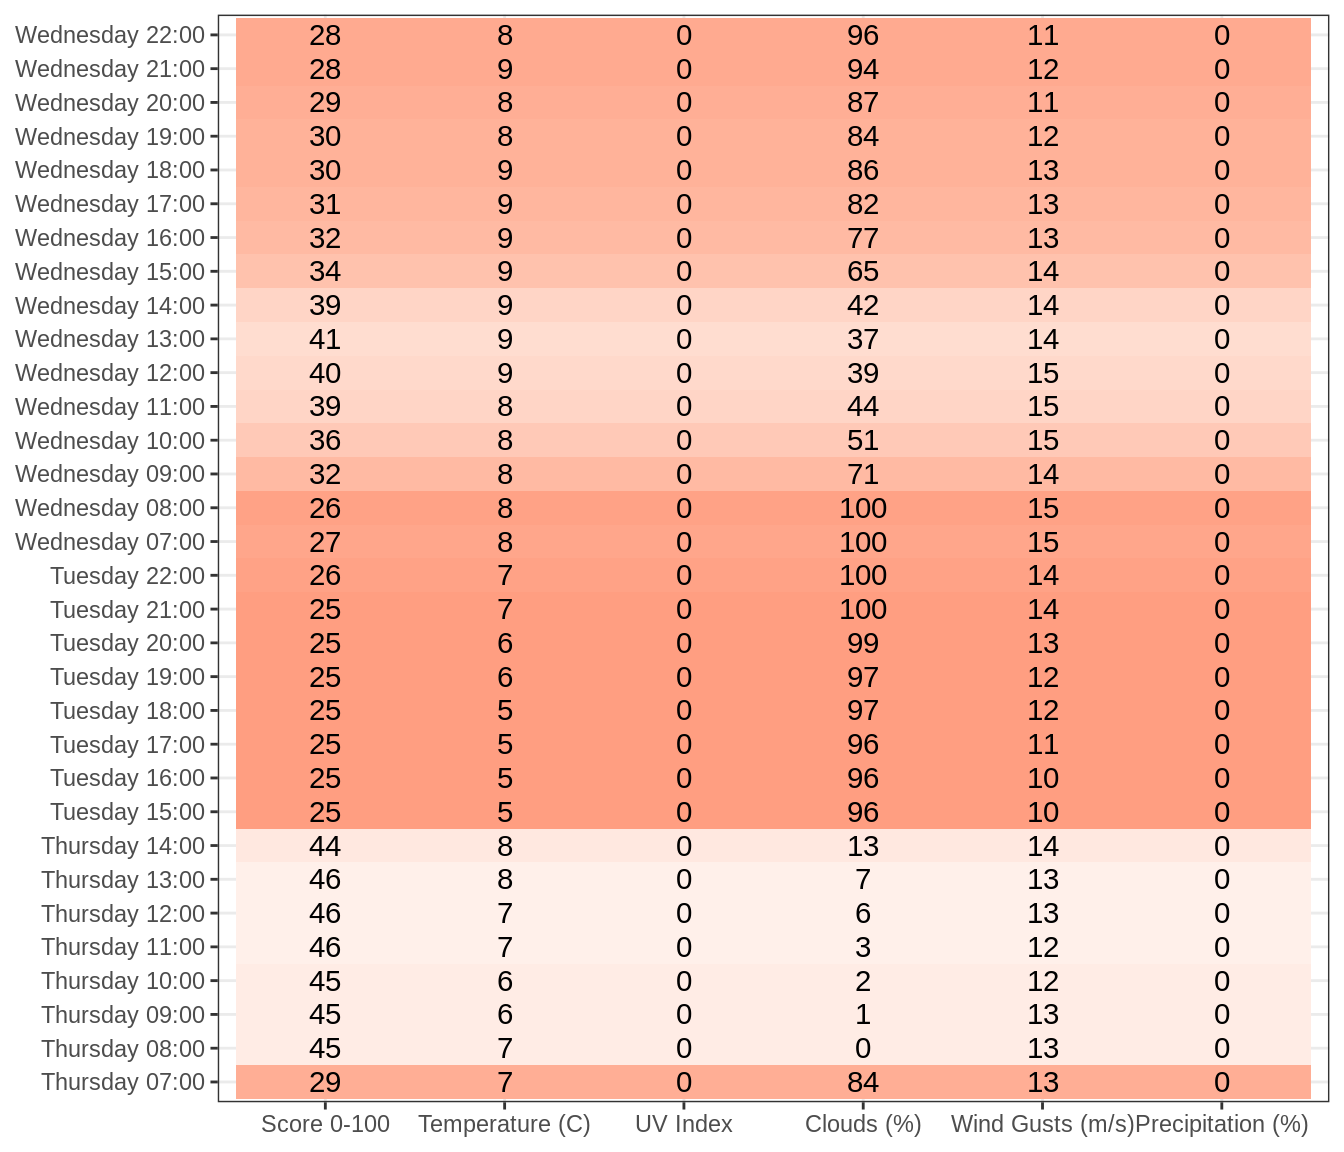 Wednesday 22:00 28 8 0 96 11 0
Wednesday 21:00 28 9 0 94 12 0
Wednesday 20:00 29 8 0 87 11 0
Wednesday 19:00 30 8 0 84 12 0
Wednesday 18:00 30 9 0 86 13 0
Wednesday 17:00 31 9 0 82 13 0
Wednesday 16:00 32 9 0 77 13 0
Wednesday 15:00 34 9 0 65 14 0
Wednesday 14:00 39 9 0 42 14 0
Wednesday 13:00 41 9 0 37 14 0
Wednesday 12:00 40 9 0 39 15 0
Wednesday 11:00 39 8 0 44 15 0
Wednesday 10:00 36 8 0 51 15 0
Wednesday 09:00 32 8 0 71 14 0
Wednesday 08:00 26 8 0 100 15 0
Wednesday 07:00 27 8 0 100 15 0
Tuesday 22:00 26 7 0 100 14 0
Tuesday 21:00 25 7 0 100 14 0
Tuesday 20:00 25 6 0 99 13 0
Tuesday 19:00 25 6 0 97 12 0
Tuesday 18:00 25 5 0 97 12 0
Tuesday 17:00 25 5 0 96 11 0
Tuesday 16:00 25 5 0 96 10 0
Tuesday 15:00 25 5 0 96 10 0
Thursday 14:00 44 8 0 13 14 0
Thursday 13:00 46 8 0 7 13 0
Thursday 12:00 46 7 0 6 13 0
Thursday 11:00 46 7 0 3 12 0
Thursday 10:00 45 6 0 2 12 0
Thursday 09:00 45 6 0 1 13 0
Thursday 08:00 45 7 0 0 13 0
Thursday 07:00 29 7 0 84 13 0
Score 0-100 Temperature (C) UV Index Clouds (%) Wind Gusts (m/s) Precipitation (%)